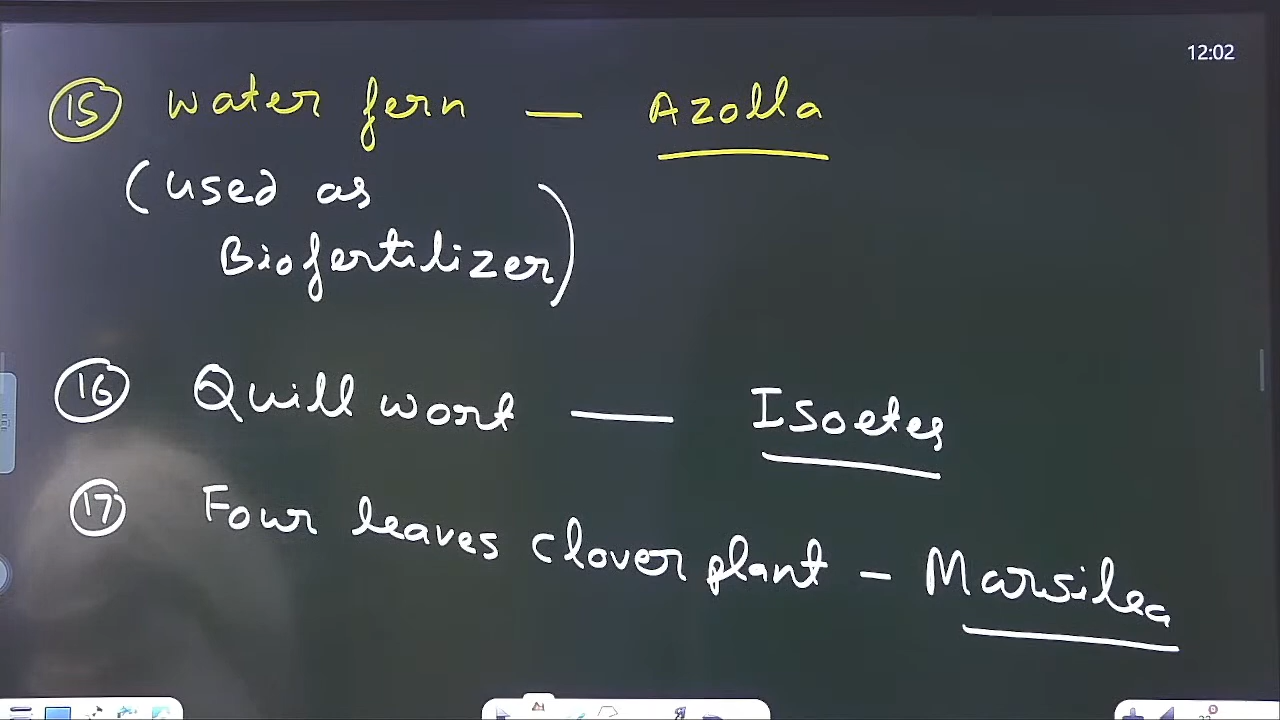 12:02
15 Water fern — Azolla
(Used as
Biofertilizer)
16 Quill wort — Isoetes
17 Four leaves clover plant - Marsilea